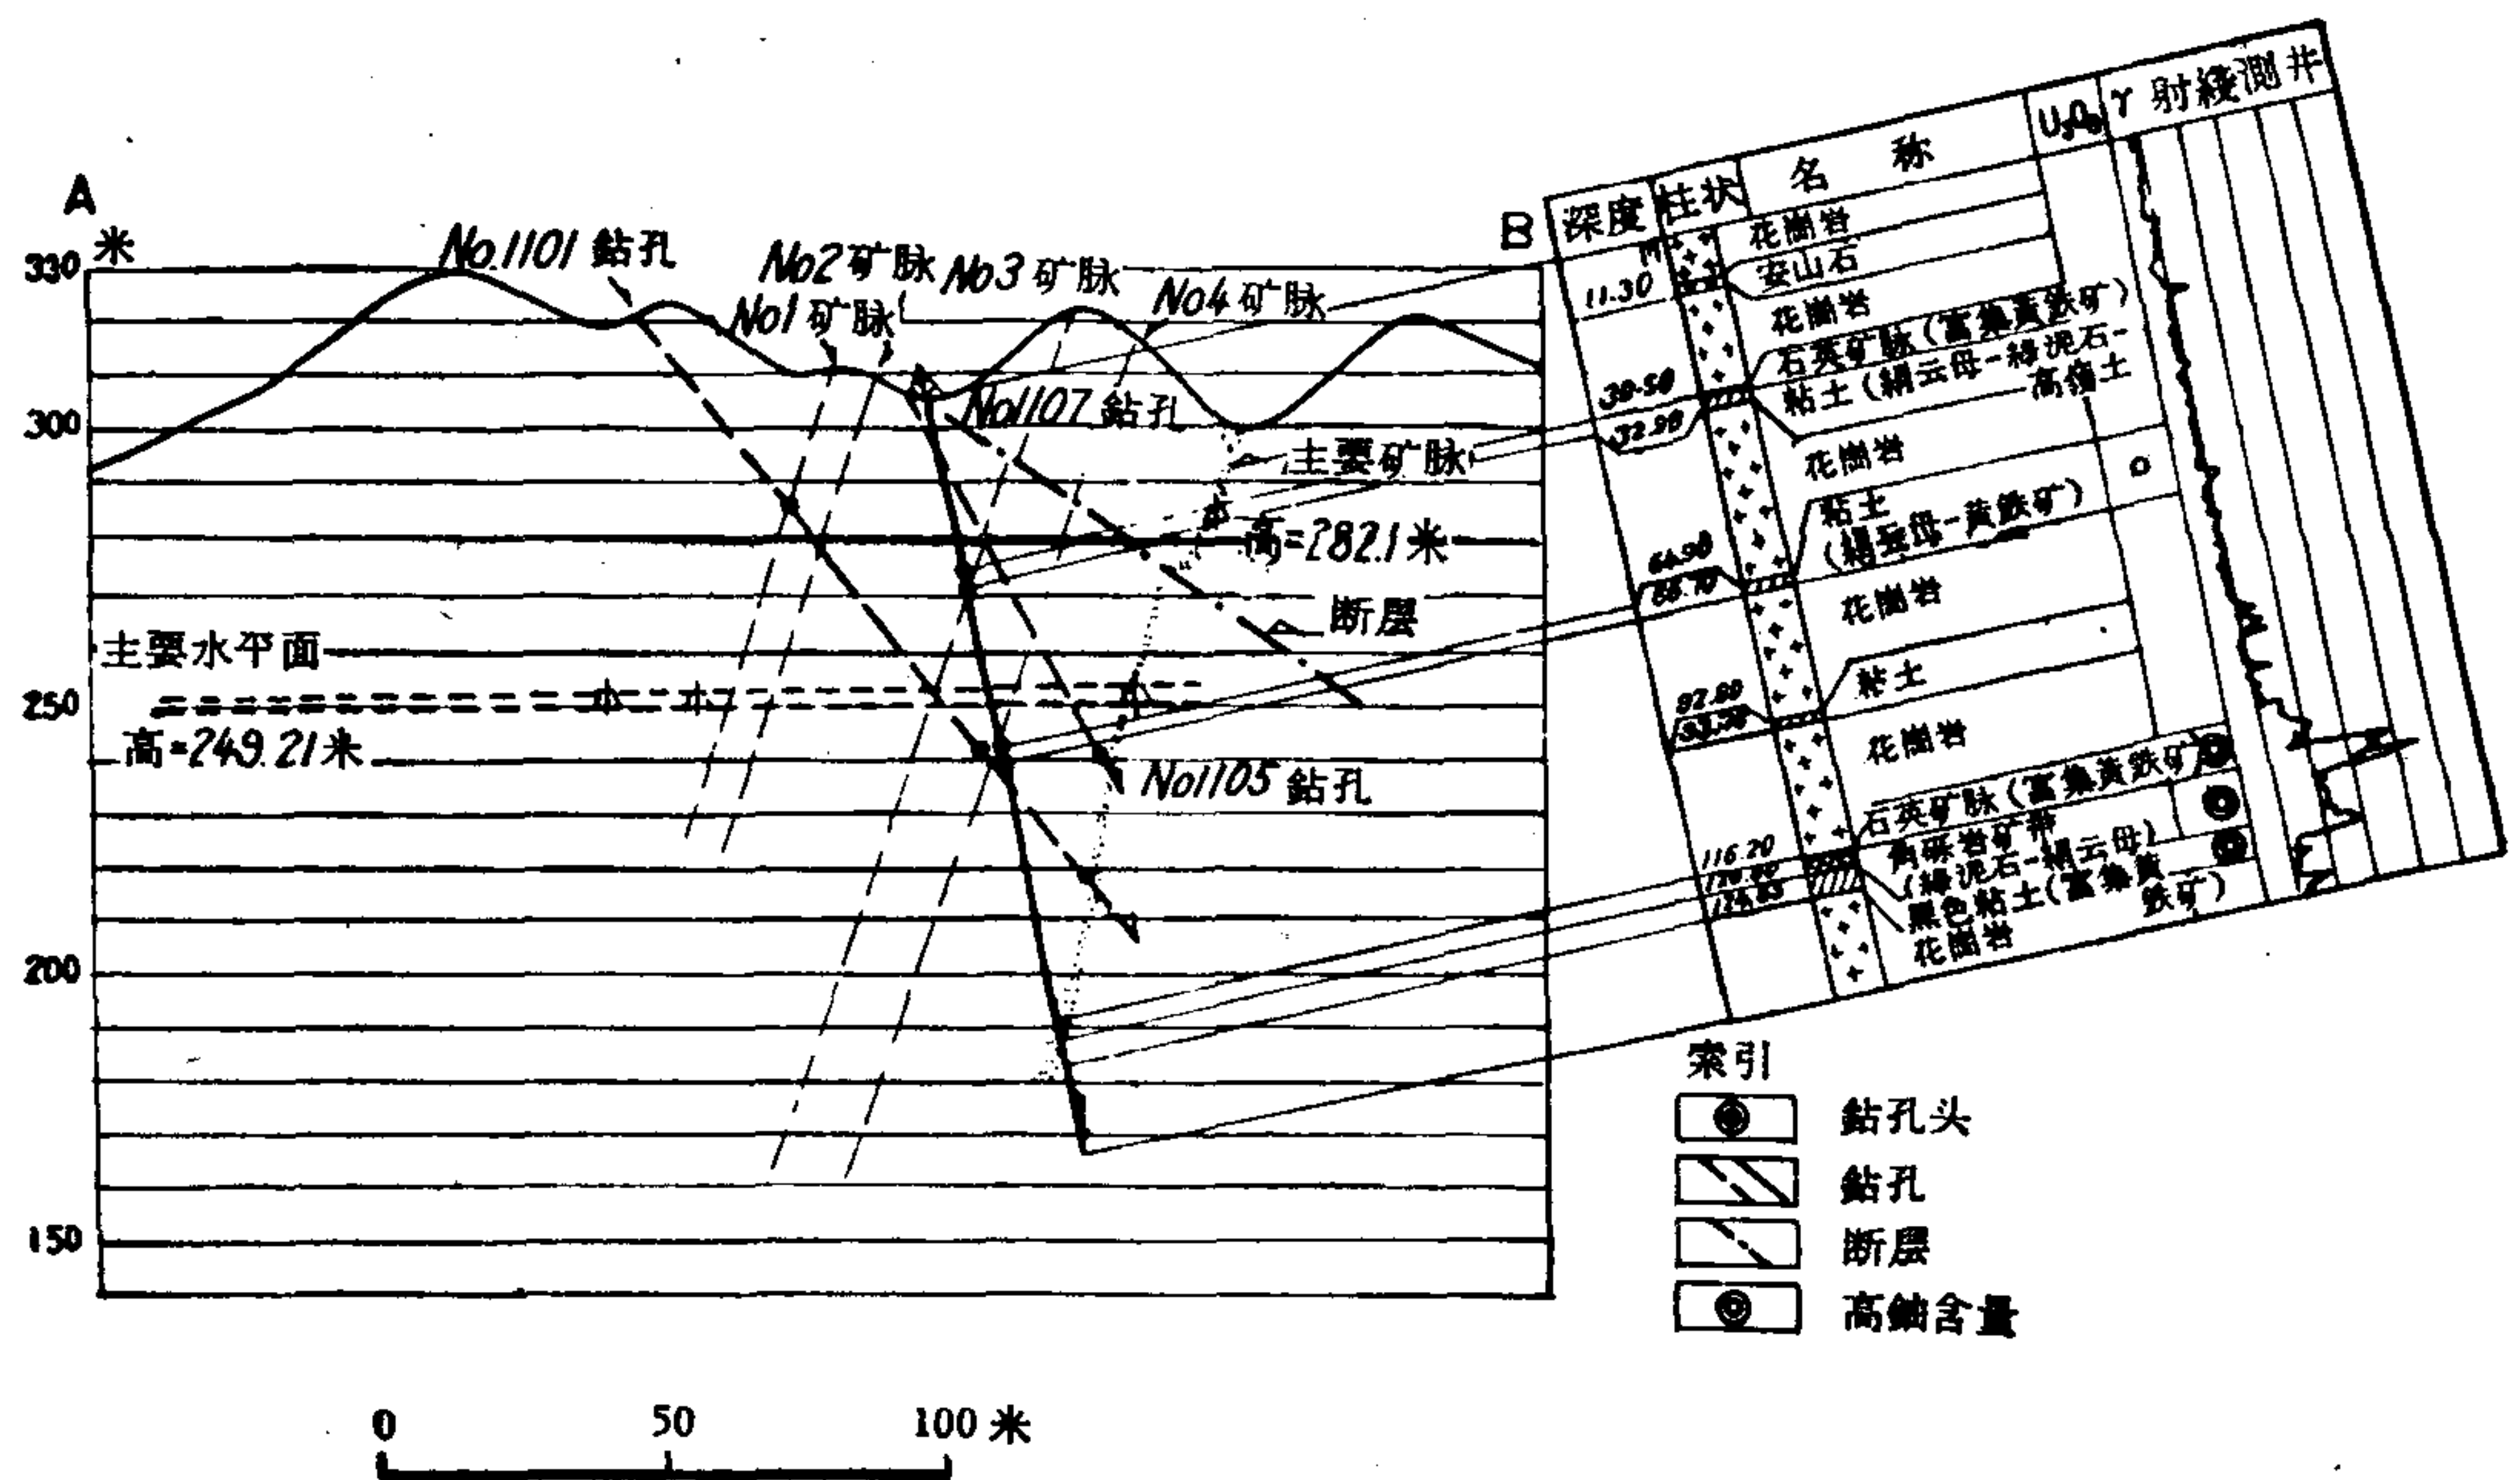 A
B
米
330
300
250
200
150
No.1101 鉆孔
No2 矿脉
No3 矿脉
No1 矿脉
No4 矿脉
No1107 鉆孔
主要矿脉
高=282.1米
断层
主要水平面
高=249.21米
No1105 鉆孔
深度
柱状
名 称
U₃O₈
γ 射綫測井
11.30
花崗岩
安山石
花崗岩
30.50
32.90
石英矿脉(富集黃鉄矿)
粘土(絹云母-綠泥石-
高嶺土
花崗岩
粘土
(絹云母-黃鉄矿)
花崗岩
粘土
花崗岩
116.20
石英矿脉(富集黃鉄矿)
角砾岩矿帶
(綠泥石-絹云母)
黑色粘土(富集黃
鉄矿)
花崗岩
索引
鉆孔头
鉆孔
断层
高鈾含量
0
50
100 米